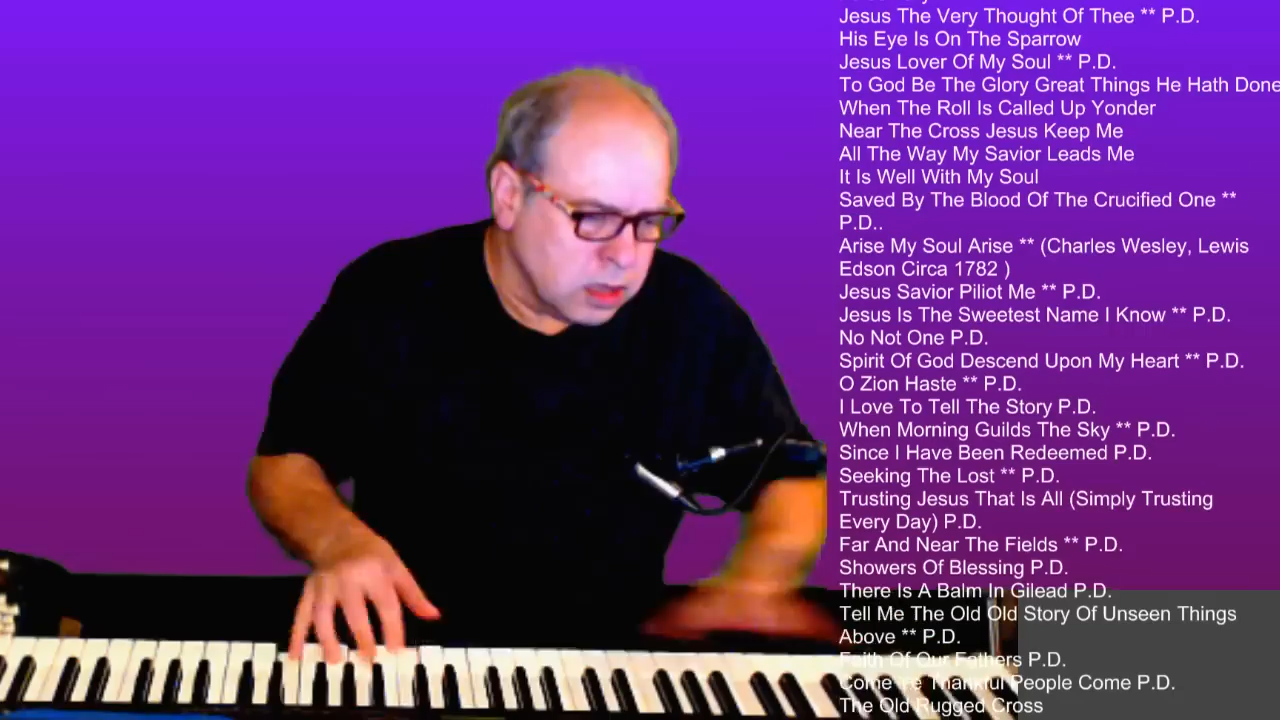 Jesus The Very Thought Of Thee ** P.D.
His Eye Is On The Sparrow
Jesus Lover Of My Soul ** P.D.
To God Be The Glory Great Things He Hath Done
When The Roll Is Called Up Yonder
Near The Cross Jesus Keep Me
All The Way My Savior Leads Me
It Is Well With My Soul
Saved By The Blood Of The Crucified One **
P.D..
Arise My Soul Arise ** (Charles Wesley, Lewis
Edson Circa 1782 )
Jesus Savior Piliot Me ** P.D.
Jesus Is The Sweetest Name I Know ** P.D.
No Not One P.D.
Spirit Of God Descend Upon My Heart ** P.D.
O Zion Haste ** P.D.
I Love To Tell The Story P.D.
When Morning Guilds The Sky ** P.D.
Since I Have Been Redeemed P.D.
Seeking The Lost ** P.D.
Trusting Jesus That Is All (Simply Trusting
Every Day) P.D.
Far And Near The Fields ** P.D.
Showers Of Blessing P.D.
There Is A Balm In Gilead P.D.
Tell Me The Old Old Story Of Unseen Things
Above ** P.D.
Faith Of Our Fathers P.D.
Come Ye Thankful People Come P.D.
The Old Rugged Cross